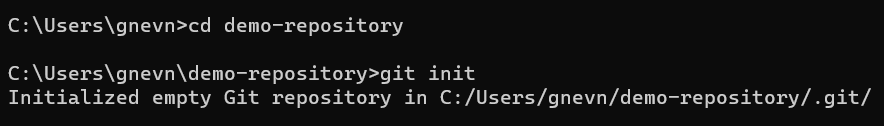 C:\Users\gnevn>cd demo-repository
C:\Users\gnevn\demo-repository>git init
Initialized empty Git repository in C:/Users/gnevn/demo-repository/.git/